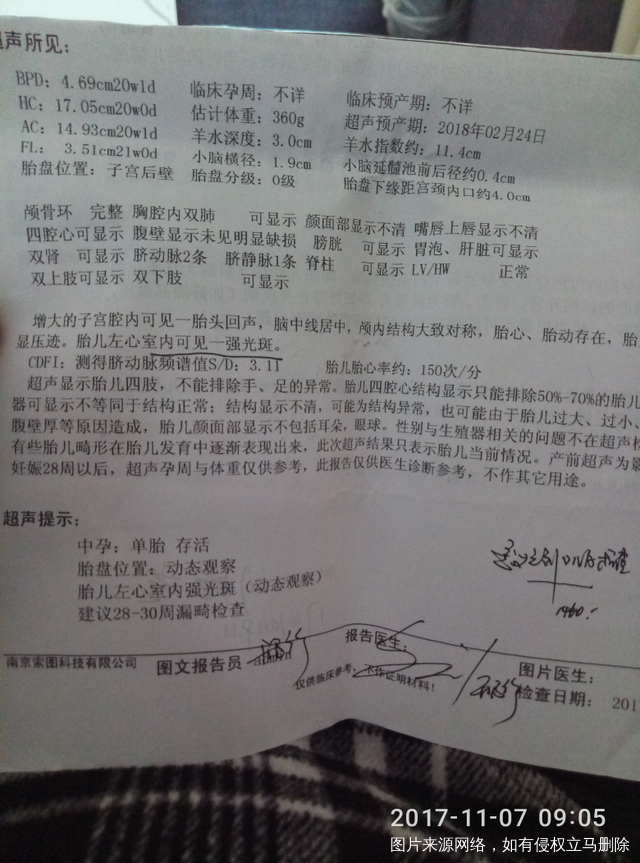 超声所见：
BPD：4.69cm20w1d 临床孕周：不详 临床预产期：不详
HC：17.05cm20w0d 估计体重：360g 超声预产期：2018年02月24日
AC：14.93cm20w1d 羊水深度：3.0cm 羊水指数约：11.4cm
FL： 3.51cm21w0d 小脑横径：1.9cm 小脑延髓池前后径约0.4cm
胎盘位置：子宫后壁 胎盘分级：0级 胎盘下缘距宫颈内口约4.0cm
颅骨环 完整 胸腔内双肺 可显示 颜面部显示不清 嘴唇上唇显示不清
四腔心可显示 腹壁显示未见明显缺损 膀胱 可显示 胃泡、肝脏可显示
双肾 可显示 脐动脉2条 脐静脉1条 脊柱 可显示 LV/HW 正常
双上肢可显示 双下肢 可显示
增大的子宫腔内可见一胎头回声，脑中线居中，颅内结构大致对称，胎心、胎动存在，胎
显压迹。胎儿左心室内可见一强光斑。
CDFI：测得脐动脉频谱值S/D：3.11 胎儿胎心率约：150次/分
超声显示胎儿四肢，不能排除手、足的异常。胎儿四腔心结构显示只能排除50%-70%的胎儿
器可显示不等同于结构正常；结构显示不清，可能为结构异常，也可能由于胎儿过大、过小、
腹壁厚等原因造成，胎儿颜面部显示不包括耳朵，眼球。性别与生殖器相关的问题不在超声检
有些胎儿畸形在胎儿发育中逐渐表现出来，此次超声结果只表示胎儿当前情况。产前超声为影
妊娠28周以后，超声孕周与体重仅供参考，此报告仅供医生诊断参考，不作其它用途。
超声提示：
中孕：单胎 存活
胎盘位置：动态观察
胎儿左心室内强光斑（动态观察）
建议28-30周漏畸检查
南京索图科技有限公司 图文报告员 报告医生： 图片医生：
仅供临床参考，不作证明材料！ 检查日期： 201
2017-11-07 09:05
图片来源网络，如有侵权立马删除